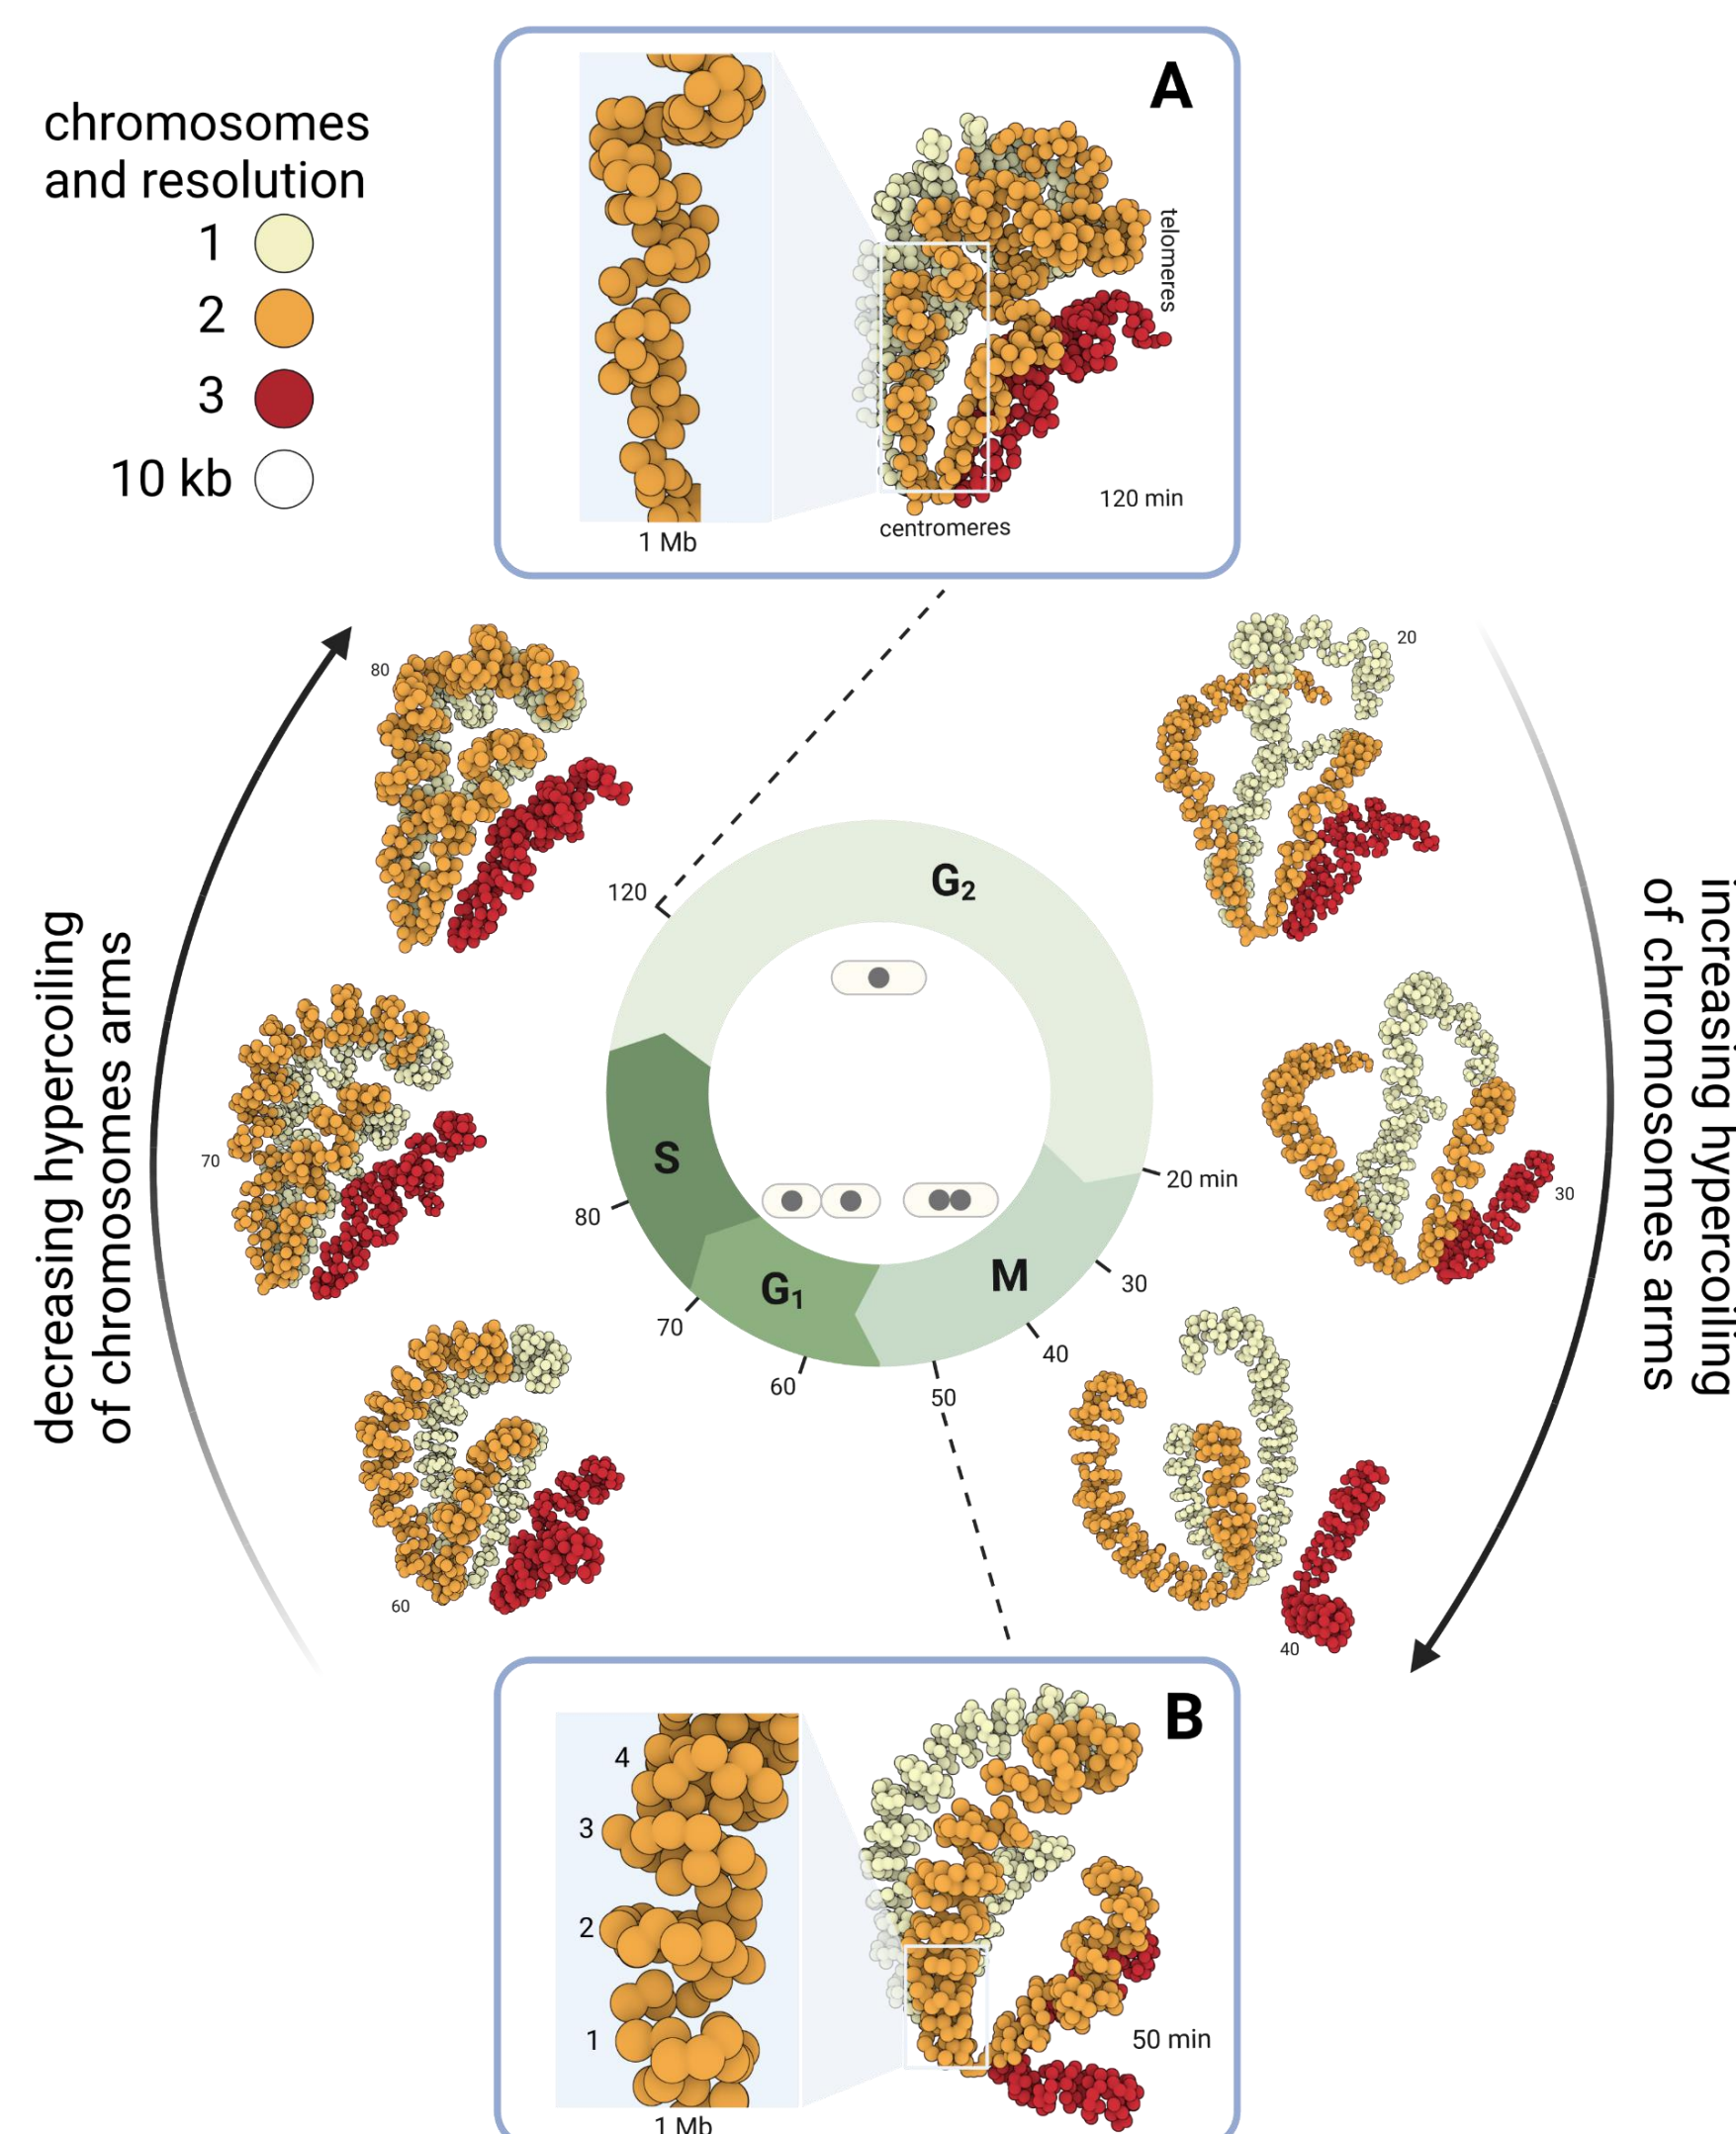 chromosomes
and resolution
1
2
3
10 kb
A
telomeres
centromeres
120 min
1 Mb
80
20
decreasing hypercoiling
of chromosomes arms
increasing hypercoiling
of chromosomes arms
70
30
60
40
G₂
120
S
80
G₁
M
20 min
30
40
50
60
70
B
4
3
2
1
50 min
1 Mb